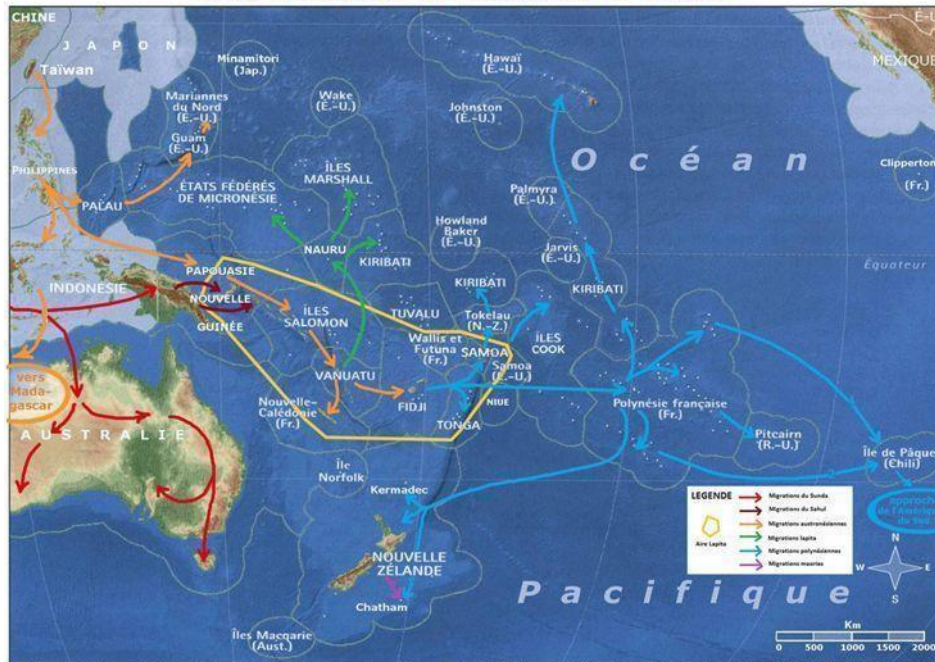 CHINE
É-U
J A P O N
Minamitori
(Jap.)
Hawaï
(É.-U.)
MEXIQUE
Taïwan
Mariannes
du Nord
(É.-U.)
Wake
(É.-U.)
Johnston
(É.-U.)
Guam
(É.-U.)
Océan
PHILIPPINES
Clipperton
(Fr.)
PALAU
ÉTATS FÉDÉRÉS
DE MICRONÉSIE
ÎLES
MARSHALL
Palmyra
(É.-U.)
Howland
Baker
(É.-U.)
NAURU
KIRIBATI
Jarvis
(É.-U.)
Équateur
PAPOUASIE
NOUVELLE
GUINÉE
INDONÉSIE
KIRIBATI
KIRIBATI
Tokelau
(N.-Z.)
ÎLES
SALOMON
TUVALU
Wallis et
Futuna
(Fr.)
SAMOA
Samoa
(É.-U.)
ÎLES
COOK
vers
Mada-
gascar
VANUATU
FIDJI
NIUE
Nouvelle-
Calédonie
(Fr.)
TONGA
Polynésie française
(Fr.)
AUSTRALIE
Pitcairn
(R.-U.)
Île de Pâques
(Chili)
Île
Norfolk
Kermadec
?
approche
de l'Amérique
du Sud
LEGENDE
Aire Lapita
Migrations du Sunda
Migrations du Sahul
Migrations austronésiennes
Migrations lapita
Migrations polynésiennes
Migrations maories
NOUVELLE
ZÉLANDE
Chatham
N
W E
S
Pacifique
Îles Macquarie
(Aust.)
Km
0 500 1000 1500 2000